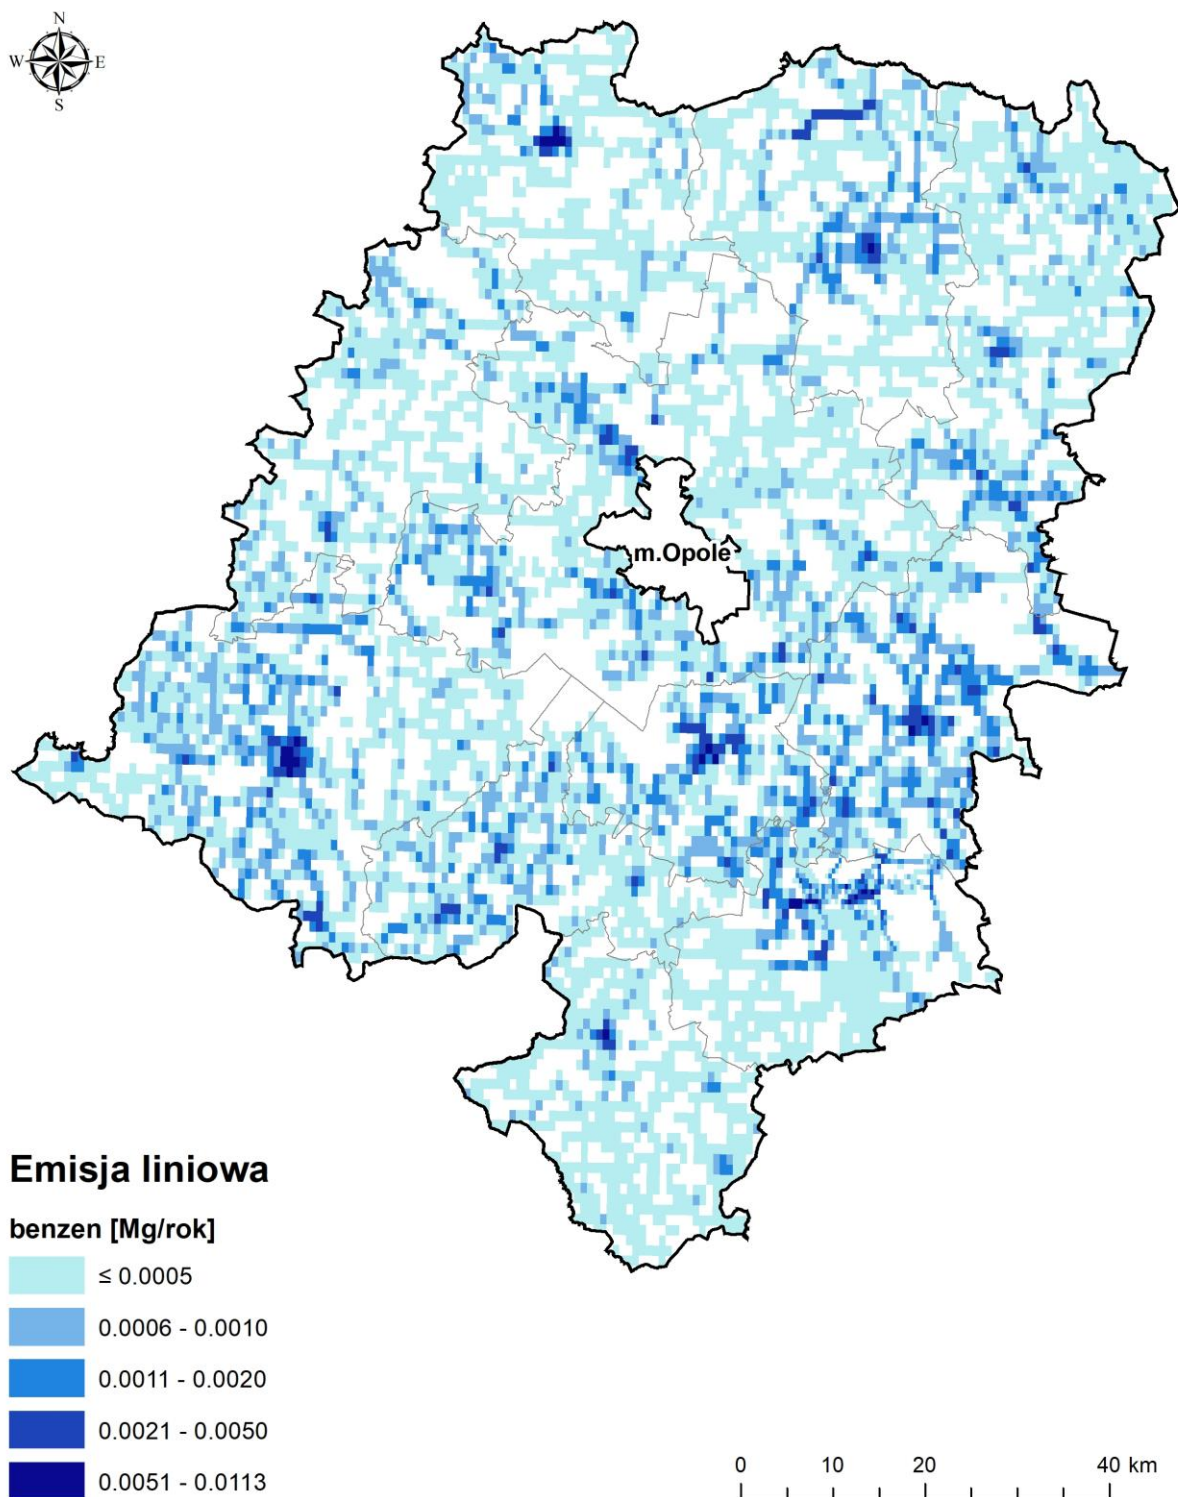 N
W E
S
m.Opole
Emisja liniowa
benzen [Mg/rok]
≤ 0.0005
0.0006 - 0.0010
0.0011 - 0.0020
0.0021 - 0.0050
0.0051 - 0.0113
0 10 20 40 km